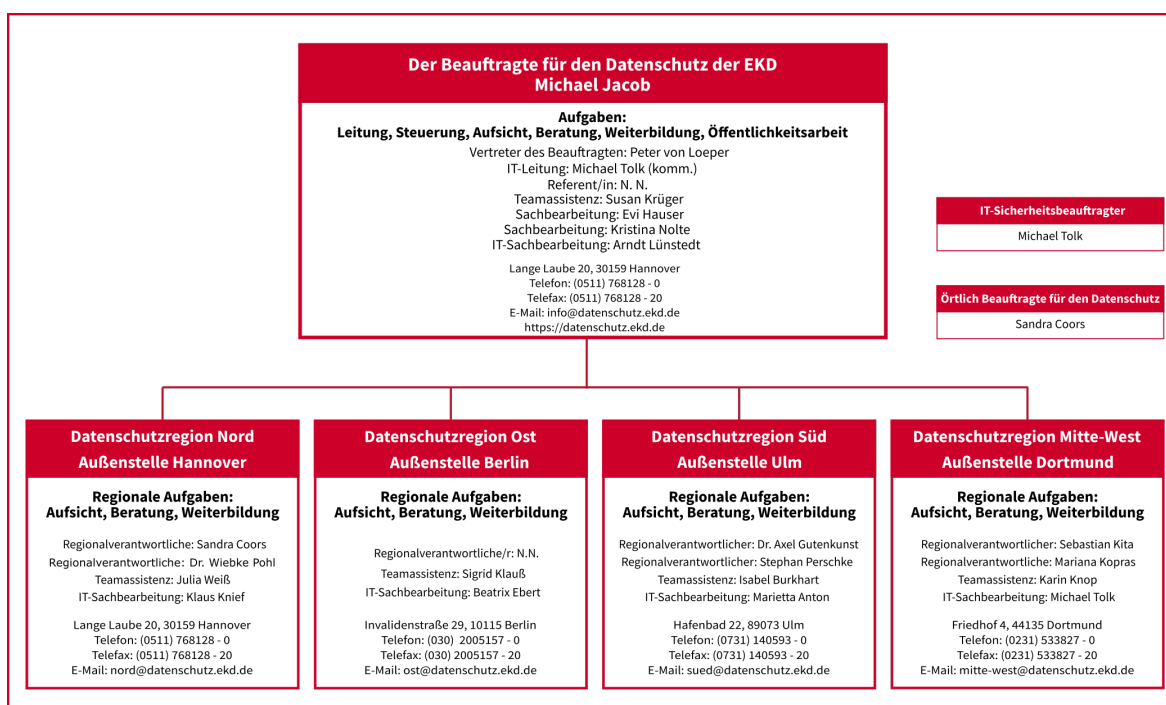 Der Beauftragte für den Datenschutz der EKD
Michael Jacob
Aufgaben:
Leitung, Steuerung, Aufsicht, Beratung, Weiterbildung, Öffentlichkeitsarbeit
Vertreter des Beauftragten: Peter von Loeper
IT-Leitung: Michael Tolk (komm.)
Referent/in: N. N.
Teamassistenz: Susan Krüger
Sachbearbeitung: Evi Hauser
Sachbearbeitung: Kristina Nolte
IT-Sachbearbeitung: Arndt Lünstedt
Lange Laube 20, 30159 Hannover
Telefon: (0511) 768128 - 0
Telefax: (0511) 768128 - 20
E-Mail: info@datenschutz.ekd.de
https://datenschutz.ekd.de
IT-Sicherheitsbeauftragter
Michael Tolk
Örtlich Beauftragte für den Datenschutz
Sandra Coors
Datenschutzregion Nord
Außenstelle Hannover
Regionale Aufgaben:
Aufsicht, Beratung, Weiterbildung
Regionalverantwortliche: Sandra Coors
Regionalverantwortliche: Dr. Wiebke Pohl
Teamassistenz: Julia Weiß
IT-Sachbearbeitung: Klaus Knief
Lange Laube 20, 30159 Hannover
Telefon: (0511) 768128 - 0
Telefax: (0511) 768128 - 20
E-Mail: nord@datenschutz.ekd.de
Datenschutzregion Ost
Außenstelle Berlin
Regionale Aufgaben:
Aufsicht, Beratung, Weiterbildung
Regionalverantwortliche/r: N.N.
Teamassistenz: Sigrid Klauß
IT-Sachbearbeitung: Beatrix Ebert
Invalidenstraße 29, 10115 Berlin
Telefon: (030) 2005157 - 0
Telefax: (030) 2005157 - 20
E-Mail: ost@datenschutz.ekd.de
Datenschutzregion Süd
Außenstelle Ulm
Regionale Aufgaben:
Aufsicht, Beratung, Weiterbildung
Regionalverantwortlicher: Dr. Axel Gutenkunst
Regionalverantwortlicher: Stephan Perschke
Teamassistenz: Isabel Burkhart
IT-Sachbearbeitung: Marietta Anton
Hafenbad 22, 89073 Ulm
Telefon: (0731) 140593 - 0
Telefax: (0731) 140593 - 20
E-Mail: sued@datenschutz.ekd.de
Datenschutzregion Mitte-West
Außenstelle Dortmund
Regionale Aufgaben:
Aufsicht, Beratung, Weiterbildung
Regionalverantwortlicher: Sebastian Kita
Regionalverantwortliche: Mariana Kopras
Teamassistenz: Karin Knop
IT-Sachbearbeitung: Michael Tolk
Friedhof 4, 44135 Dortmund
Telefon: (0231) 533827 - 0
Telefax: (0231) 533827 - 20
E-Mail: mitte-west@datenschutz.ekd.de